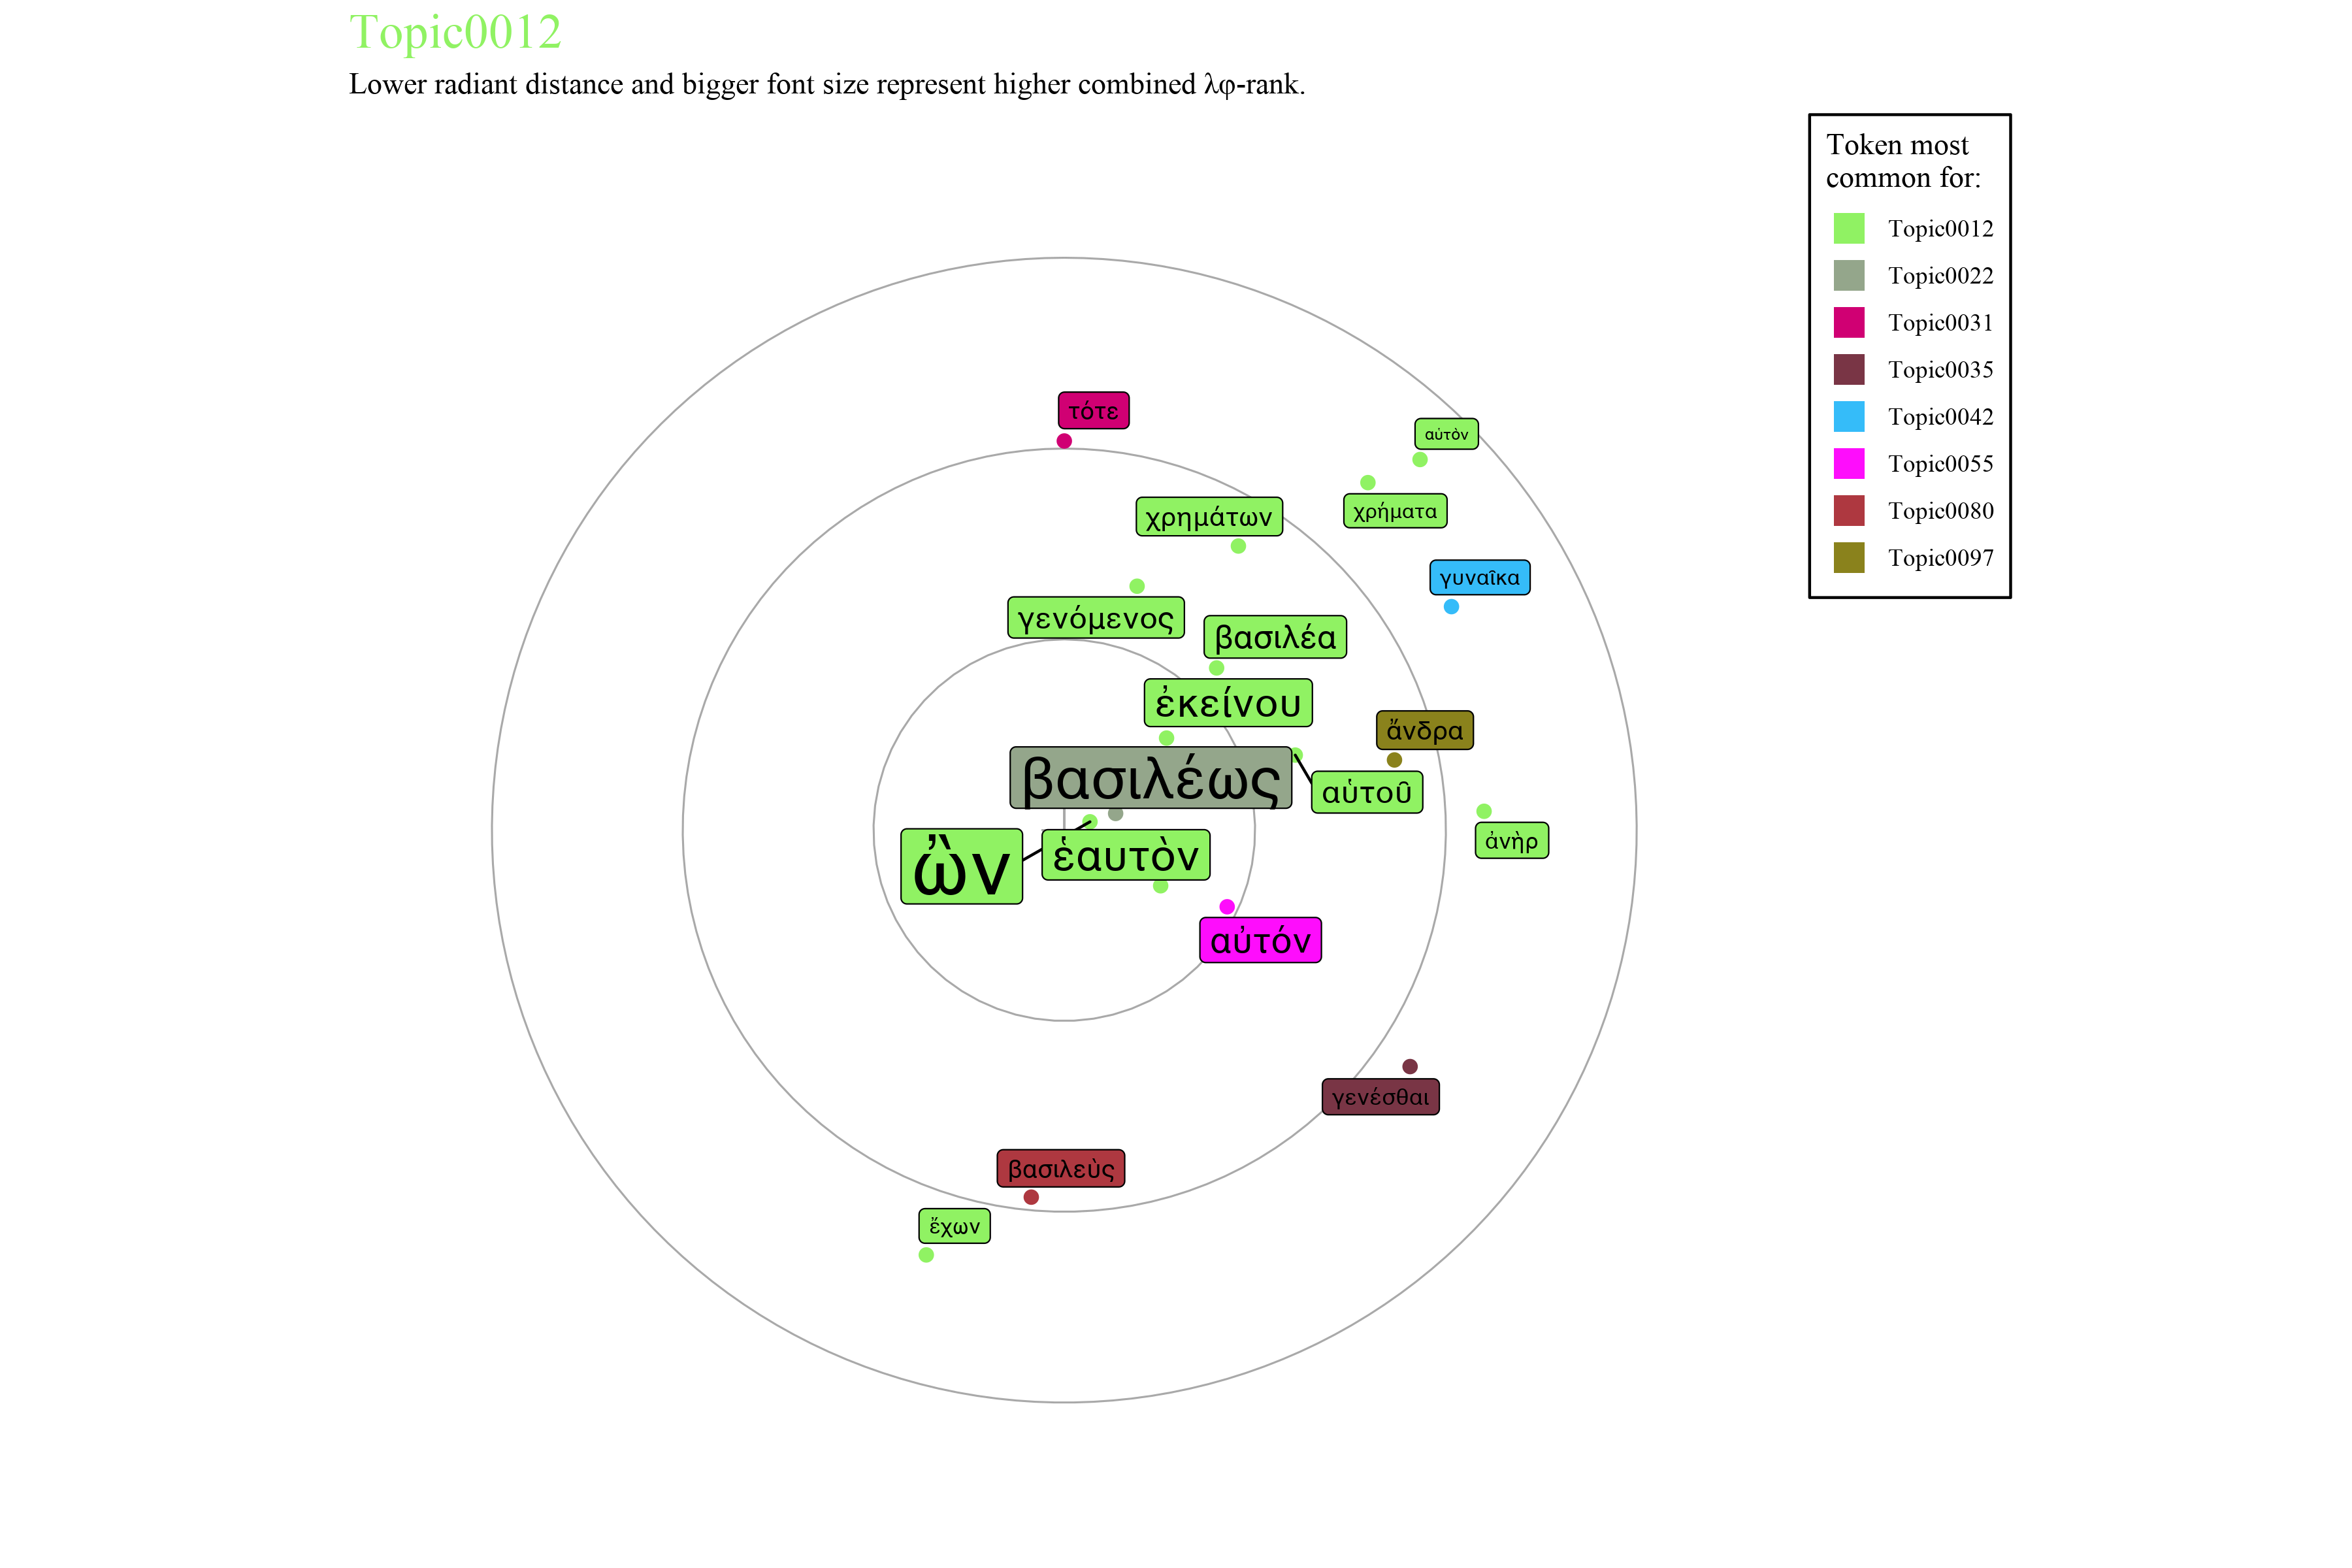 Topic0012
Lower radiant distance and bigger font size represent higher combined λφ-rank.
Token most
common for:
Topic0012
Topic0022
Topic0031
Topic0035
Topic0042
Topic0055
Topic0080
Topic0097
τότε
αὐτὸν
χρήματα
χρημάτων
γυναῖκα
γενόμενος
βασιλέα
ἐκείνου
ἄνδρα
βασιλέως
αὑτοῦ
ἀνὴρ
ἑαυτὸν
ὢν
αὐτόν
γενέσθαι
βασιλεὺς
ἔχων